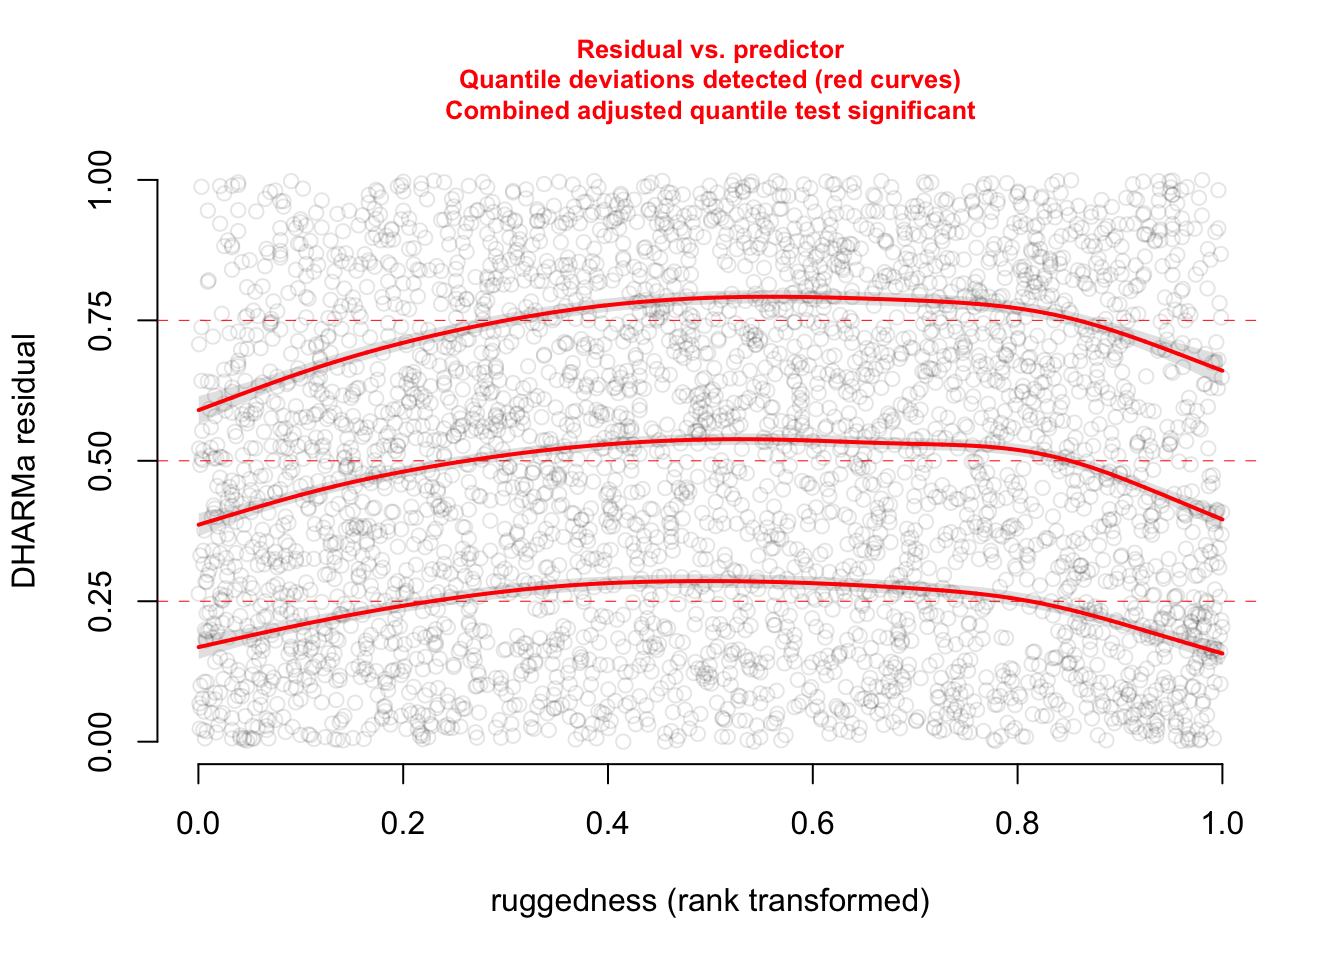 Residual vs. predictor
Quantile deviations detected (red curves)
Combined adjusted quantile test significant
DHARMa residual
1.00
0.75
0.50
0.25
0.00
0.0 0.2 0.4 0.6 0.8 1.0
ruggedness (rank transformed)